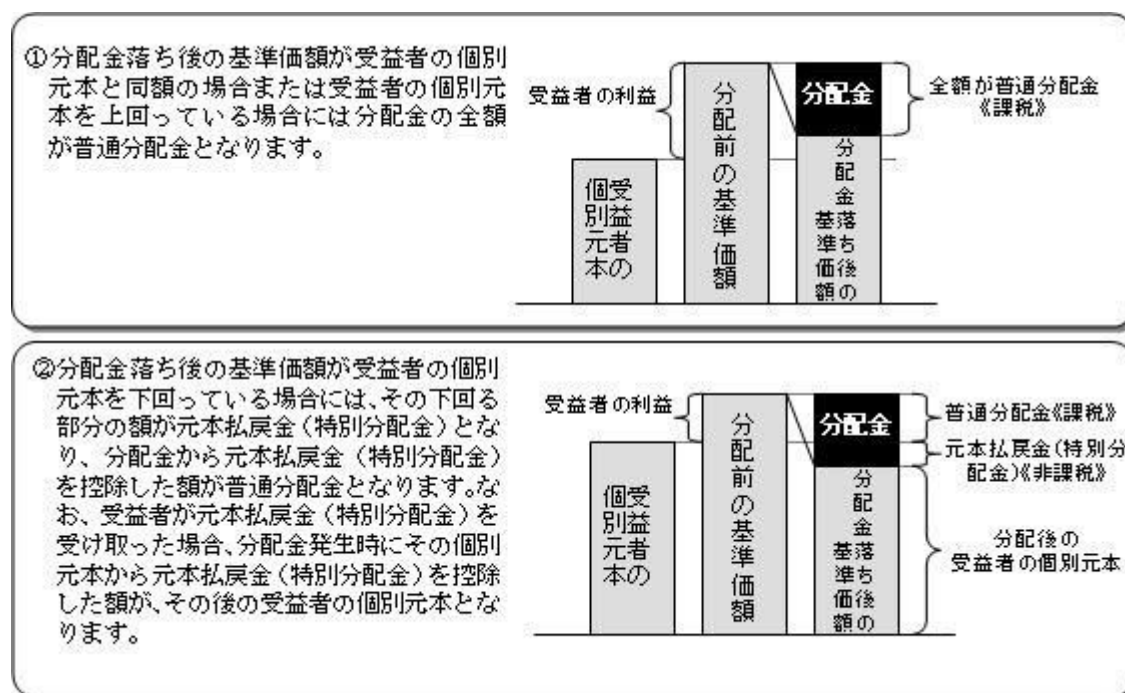 ①分配金落ち後の基準価額が受益者の個別
元本と同額の場合または受益者の個別元
本を上回っている場合には分配金の全額
が普通分配金となります。
受益者の利益
個別元本
受益者の
分配前の基準価額
分配金
分配金落ち後の
基準価額
全額が普通分配金
《課税》
②分配金落ち後の基準価額が受益者の個別
元本を下回っている場合には、その下回る
部分の額が元本払戻金(特別分配金)とな
り、分配金から元本払戻金(特別分配金)
を控除した額が普通分配金となります。な
お、受益者が元本払戻金(特別分配金)を
受け取った場合、分配金発生時にその個別
元本から元本払戻金(特別分配金)を控除
した額が、その後の受益者の個別元本とな
ります。
受益者の利益
受益者の
個別元本
分配前の基準価額
分配金
分配金落ち後の
基準価額
普通分配金《課税》
元本払戻金(特別分
配金)《非課税》
分配後の
受益者の個別元本